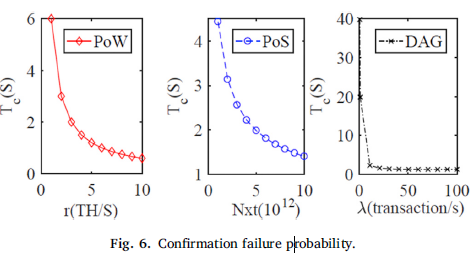 6
4
2
0
T_c(S)
PoW
0
5
10
r(TH/S)
4
3
2
1
T_c(S)
PoS
0
5
10
Nxt(10^12)
40
30
20
10
0
T_c(S)
DAG
0
50
100
λ(transaction/s)
Fig. 6. Confirmation failure probability.